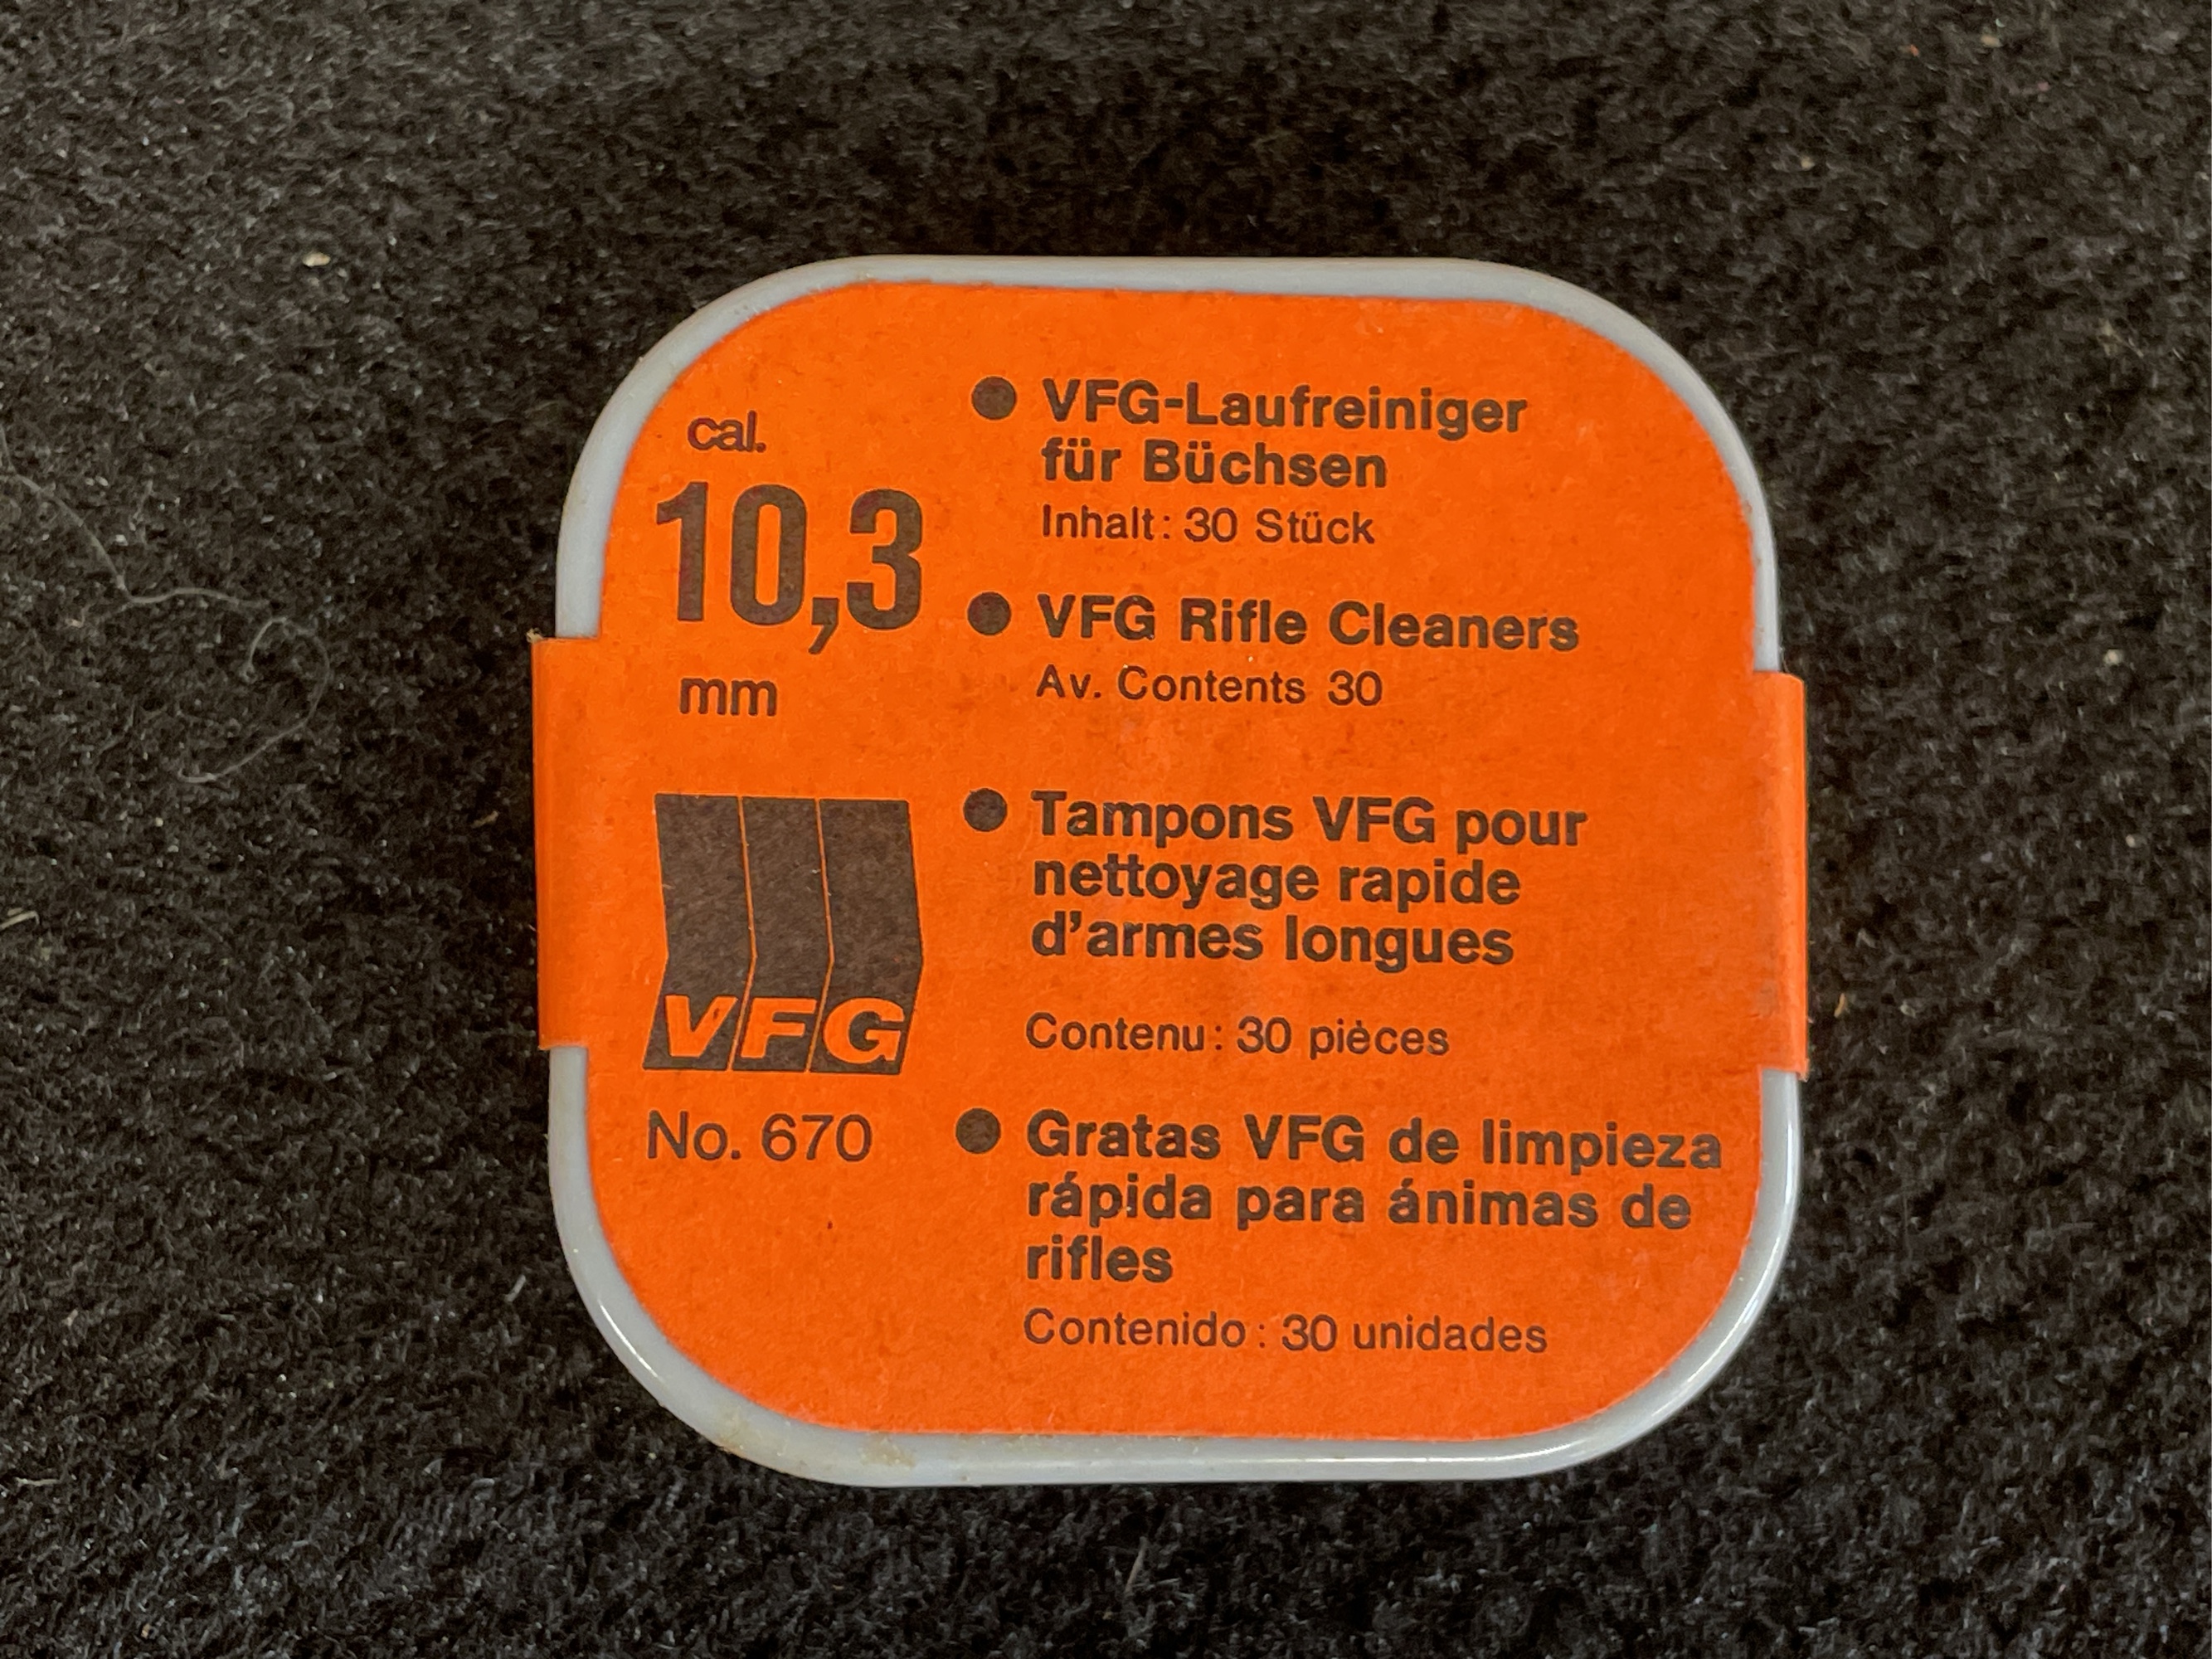 cal.
10,3
mm
VFG
No. 670
● VFG-Laufreiniger
für Büchsen
Inhalt: 30 Stück
● VFG Rifle Cleaners
Av. Contents 30
● Tampons VFG pour
nettoyage rapide
d'armes longues
Contenu: 30 pièces
● Gratas VFG de limpieza
rápida para ánimas de
rifles
Contenido: 30 unidades